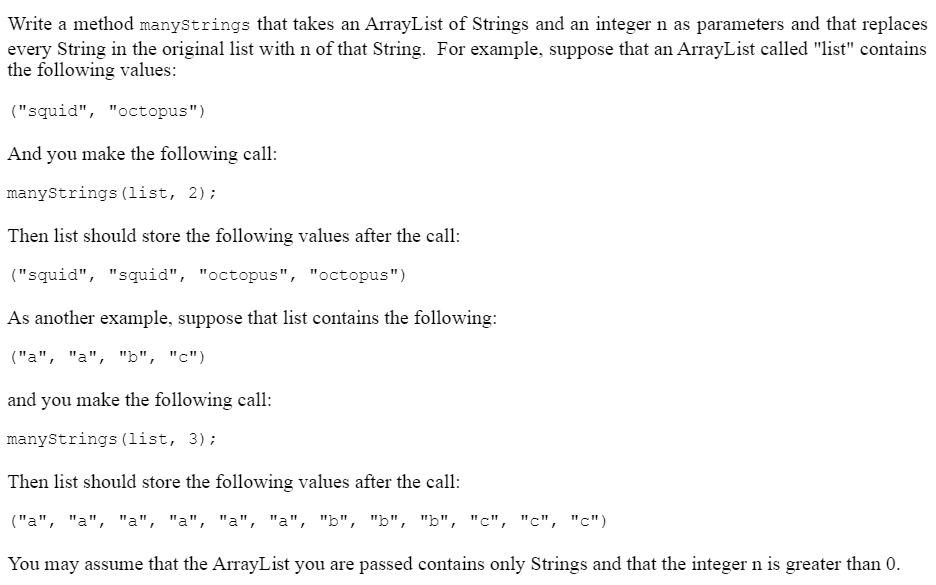 Write a method manyStrings that takes an ArrayList of Strings and an integer n as parameters and that replaces
every String in the original list with n of that String. For example, suppose that an ArrayList called "list" contains
the following values:
("squid", "octopus")
And you make the following call:
manyStrings(list, 2);
Then list should store the following values after the call:
("squid", "squid", "octopus", "octopus")
As another example, suppose that list contains the following:
("a", "a", "b", "c")
and you make the following call:
manyStrings(list, 3);
Then list should store the following values after the call:
("a", "a", "a", "a", "a", "a", "b", "b", "b", "c", "c", "c")
You may assume that the ArrayList you are passed contains only Strings and that the integer n is greater than 0.